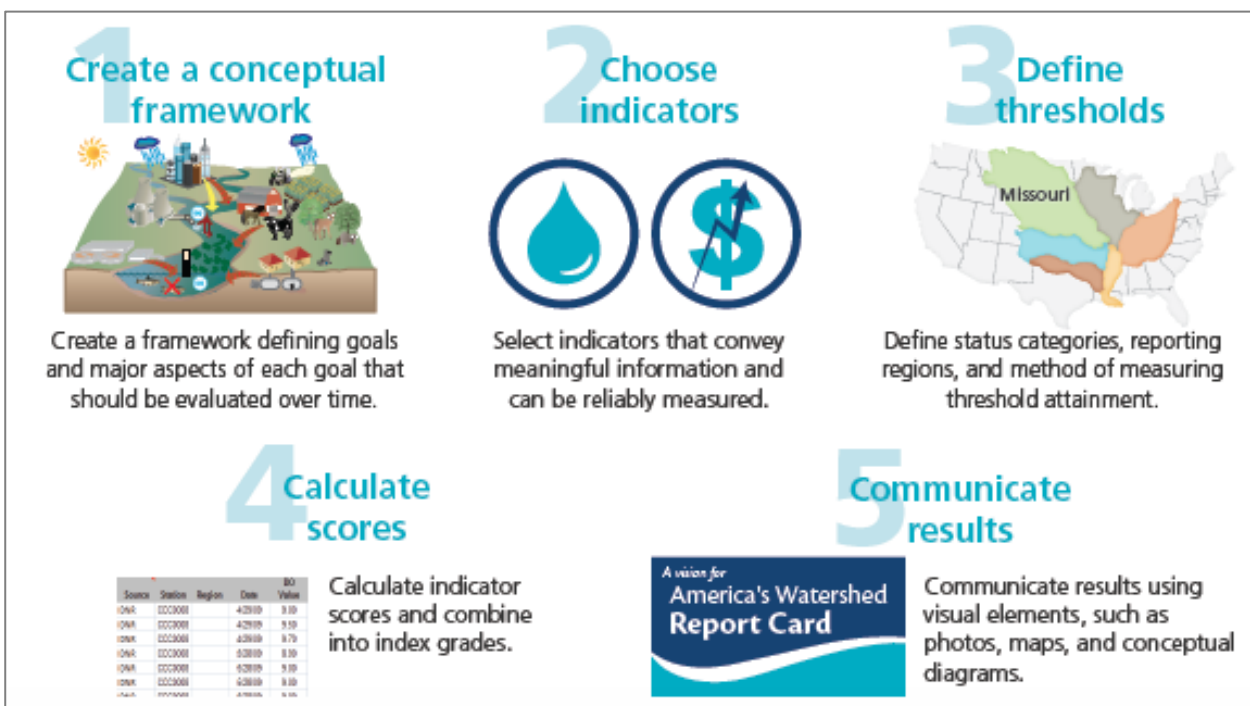 1
Create a conceptual
framework
Create a framework defining goals
and major aspects of each goal that
should be evaluated over time.
2
Choose
indicators
$
Select indicators that convey
meaningful information and
can be reliably measured.
3
Define
thresholds
Missouri
Define status categories, reporting
regions, and method of measuring
threshold attainment.
4
Calculate
scores
Source Station Region Date Value
Calculate indicator
scores and combine
into index grades.
5
Communicate
results
A vision for
America's Watershed
Report Card
Communicate results using
visual elements, such as
photos, maps, and conceptual
diagrams.